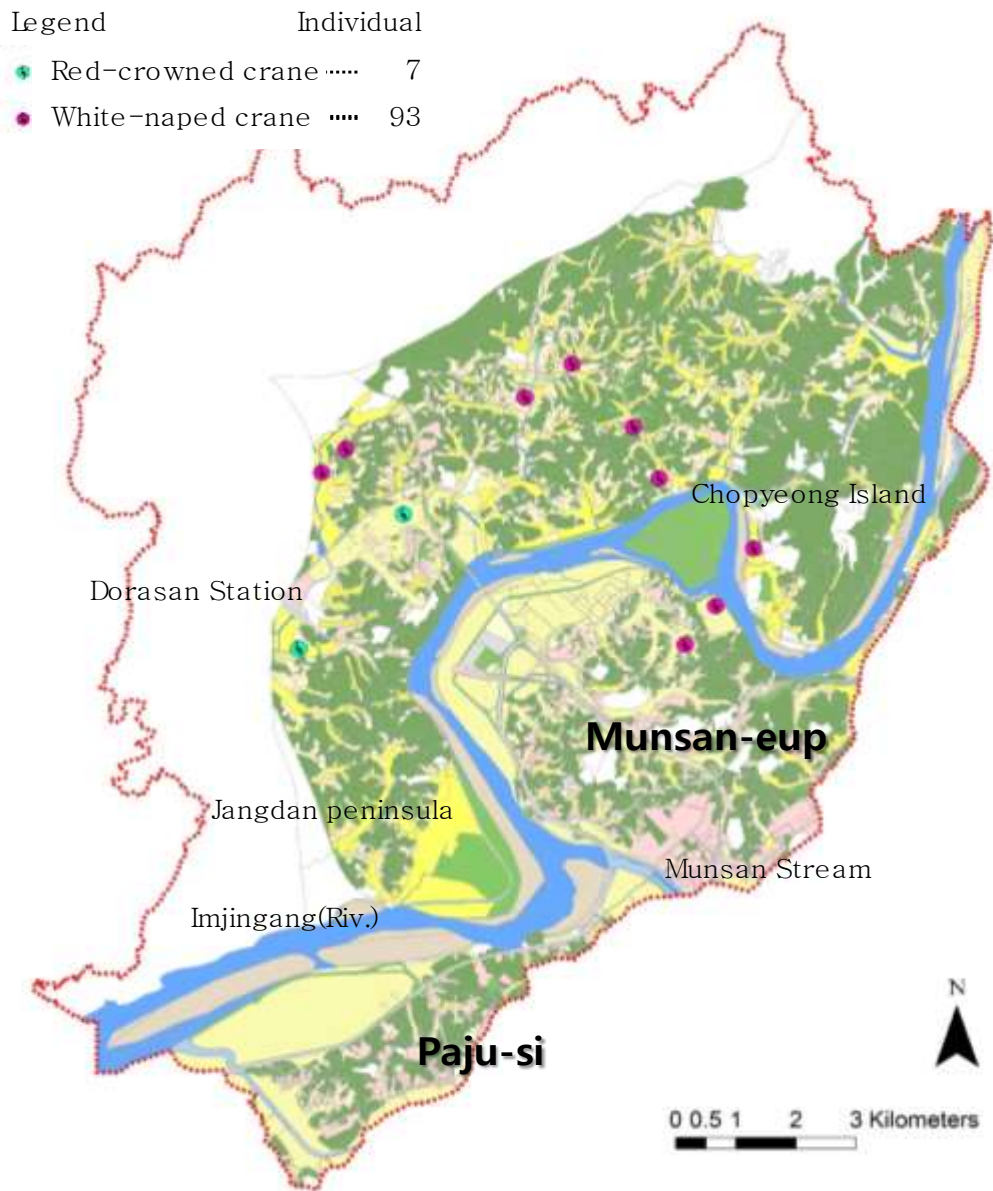 Legend Individual
Red-crowned crane ...... 7
White-naped crane ..... 93
Chopyeong Island
Dorasan Station
Munsan-eup
Jangdan peninsula
Munsan Stream
Imjingang(Riv.)
N
Paju-si
0 0.5 1 2 3 Kilometers